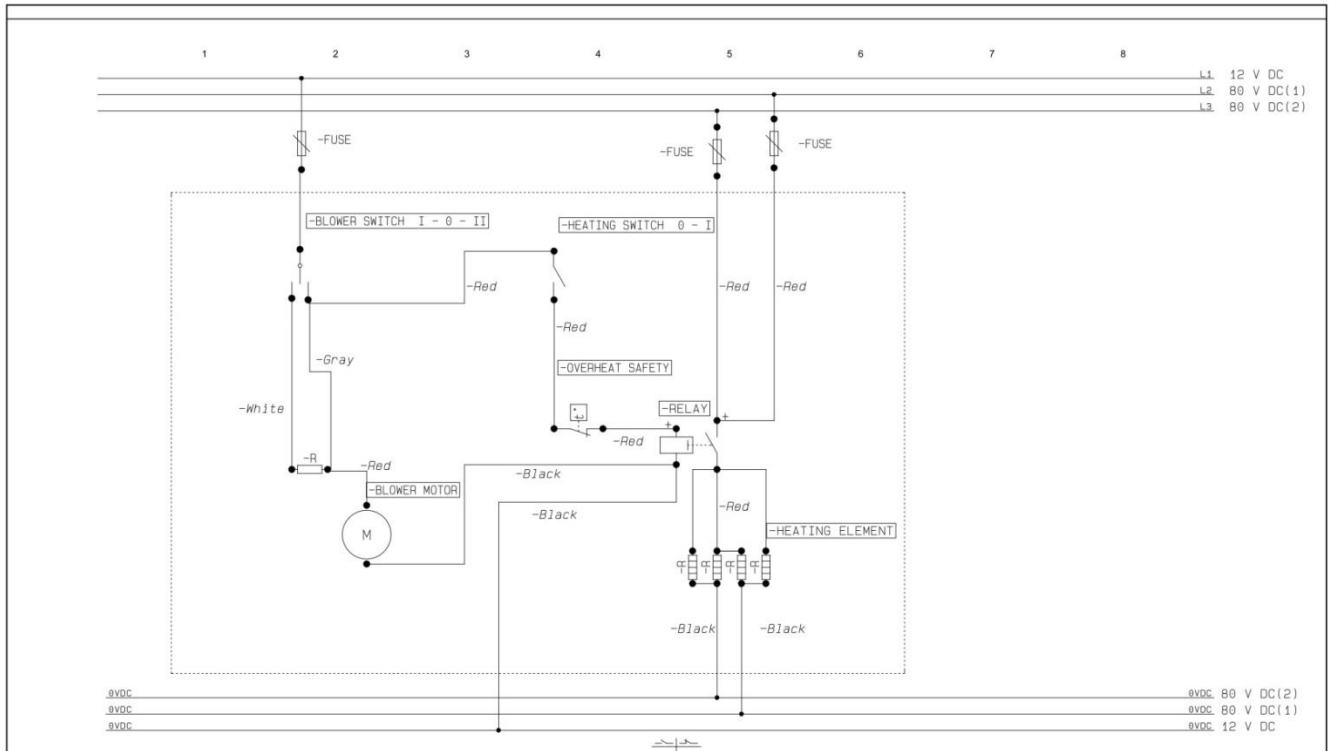 1 2 3 4 5 6 7 8
L1 12 V DC
L2 80 V DC(1)
L3 80 V DC(2)
-FUSE
-FUSE
-FUSE
-BLOWER SWITCH I - 0 - II
-HEATING SWITCH 0 - I
-Red
-Red
-Red
-Red
-Gray
-OVERHEAT SAFETY
-White
-RELAY
+
+
-Red
-R
-Red
-Black
-BLOWER MOTOR
-Red
-Black
-HEATING ELEMENT
M
-R
-R
-R
-R
-Black
-Black
0VDC 0VDC 80 V DC(2)
0VDC 0VDC 80 V DC(1)
0VDC 0VDC 12 V DC